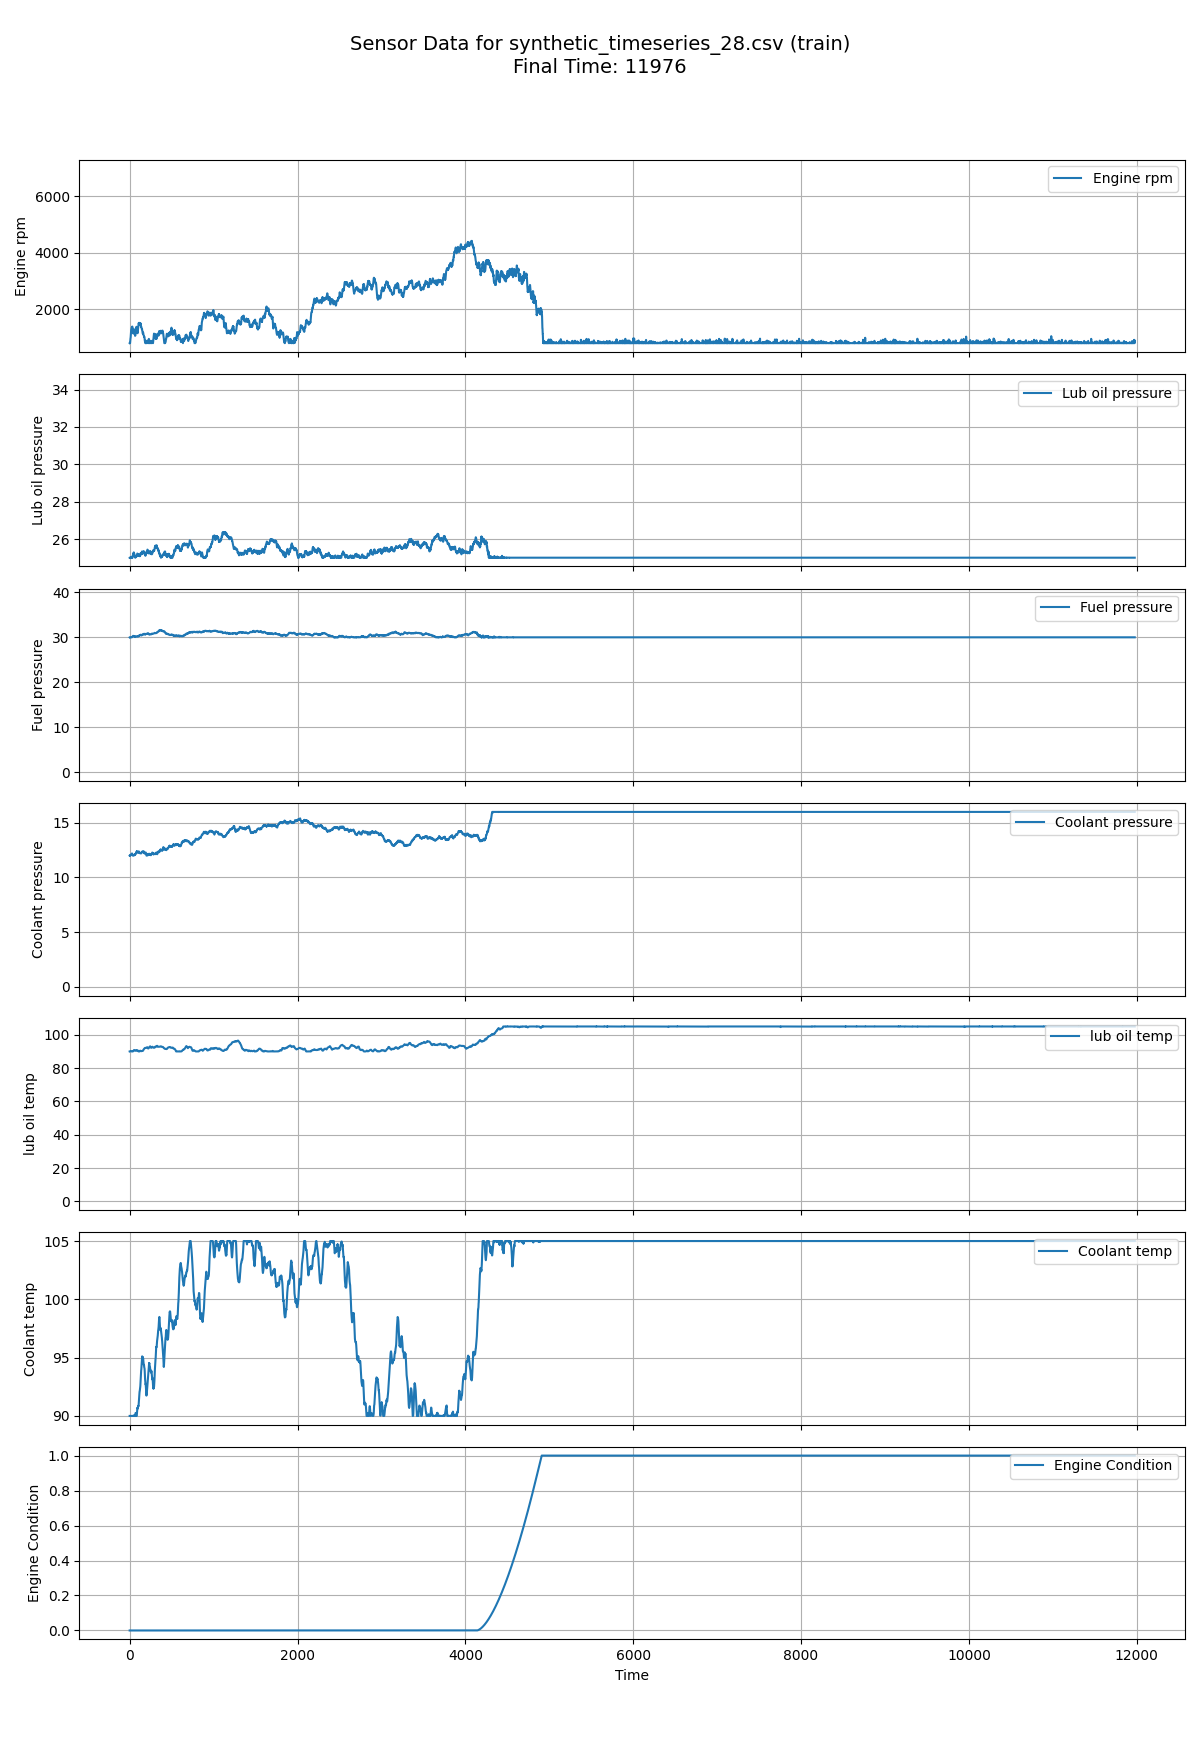 Sensor Data for synthetic_timeseries_28.csv (train)
Final Time: 11976
Engine rpm
6000
4000
2000
Engine rpm
Lub oil pressure
34
32
30
28
26
Lub oil pressure
Fuel pressure
40
30
20
10
0
Fuel pressure
Coolant pressure
15
10
5
0
Coolant pressure
lub oil temp
100
80
60
40
20
0
lub oil temp
Coolant temp
105
100
95
90
Coolant temp
Engine Condition
1.0
0.8
0.6
0.4
0.2
0.0
Engine Condition
0 2000 4000 6000 8000 10000 12000
Time